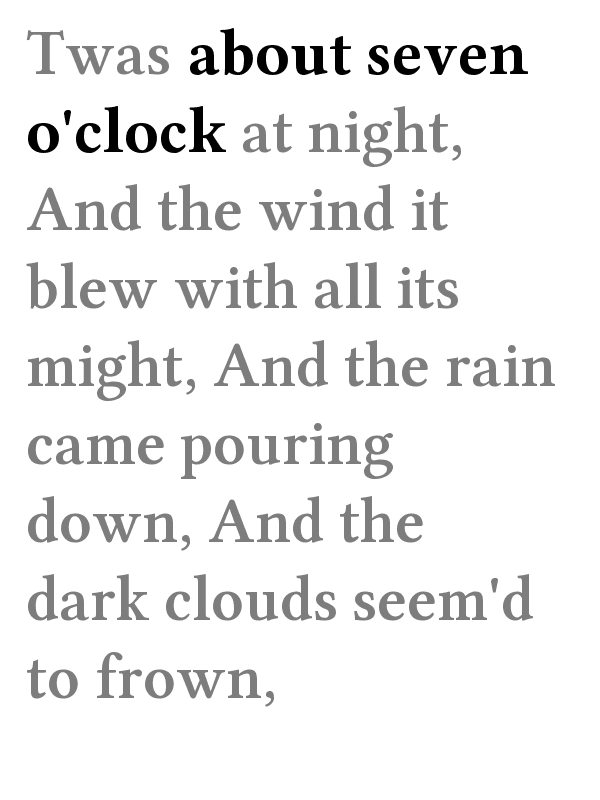 Twas about seven
o'clock at night,
And the wind it
blew with all its
might, And the rain
came pouring
down, And the
dark clouds seem'd
to frown,